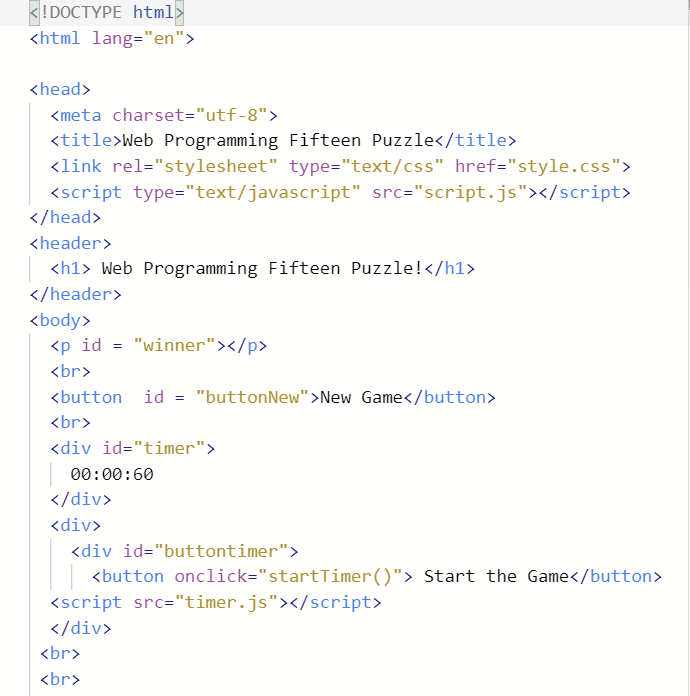 <!DOCTYPE html>
<html lang="en">
<head>
<meta charset="utf-8">
<title>Web Programming Fifteen Puzzle</title>
<link rel="stylesheet" type="text/css" href="style.css">
<script type="text/javascript" src="script.js"></script>
</head>
<header>
<h1> Web Programming Fifteen Puzzle!</h1>
</header>
<body>
<p id = "winner"></p>
<br>
<button  id = "buttonNew">New Game</button>
<br>
<div id="timer">
00:00:60
</div>
<div>
<div id="buttontimer">
<button onclick="startTimer()"> Start the Game</button>
<script src="timer.js"></script>
</div>
<br>
<br>